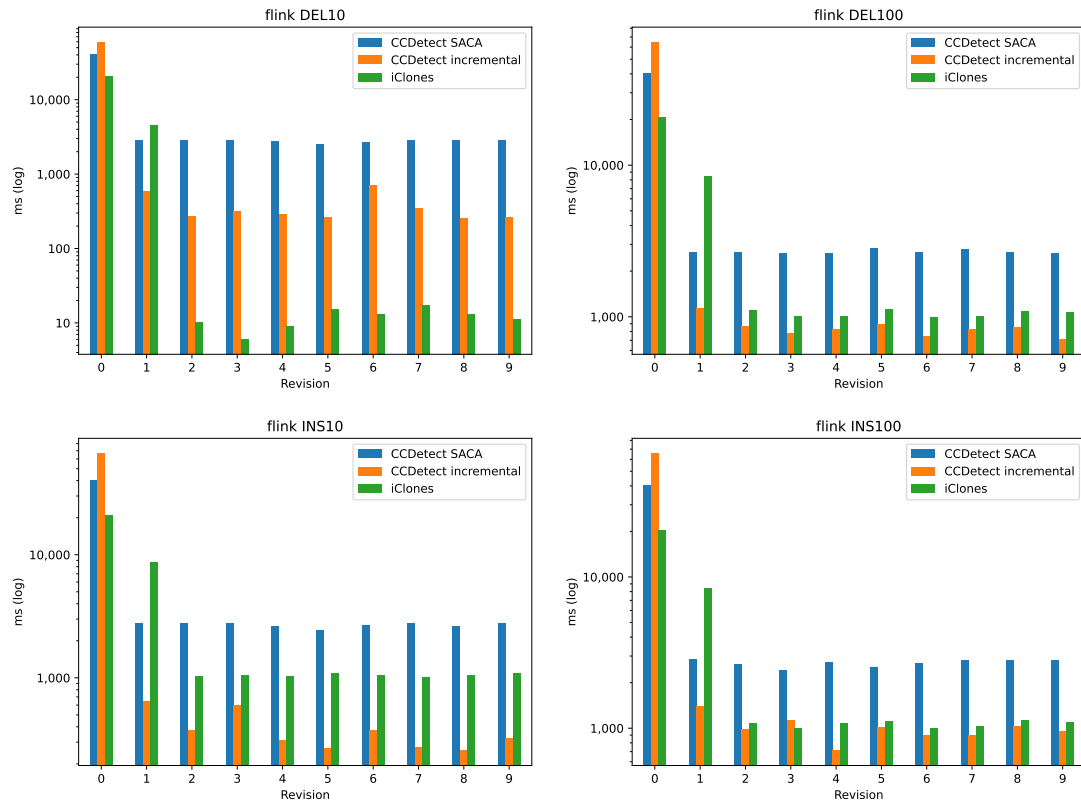 flink DEL10
CCDetect SACA
CCDetect incremental
iClones
10,000
1,000
100
10
ms (log)
0 1 2 3 4 5 6 7 8 9
Revision
flink DEL100
CCDetect SACA
CCDetect incremental
iClones
10,000
1,000
ms (log)
0 1 2 3 4 5 6 7 8 9
Revision
flink INS10
CCDetect SACA
CCDetect incremental
iClones
10,000
1,000
ms (log)
0 1 2 3 4 5 6 7 8 9
Revision
flink INS100
CCDetect SACA
CCDetect incremental
iClones
10,000
1,000
ms (log)
0 1 2 3 4 5 6 7 8 9
Revision